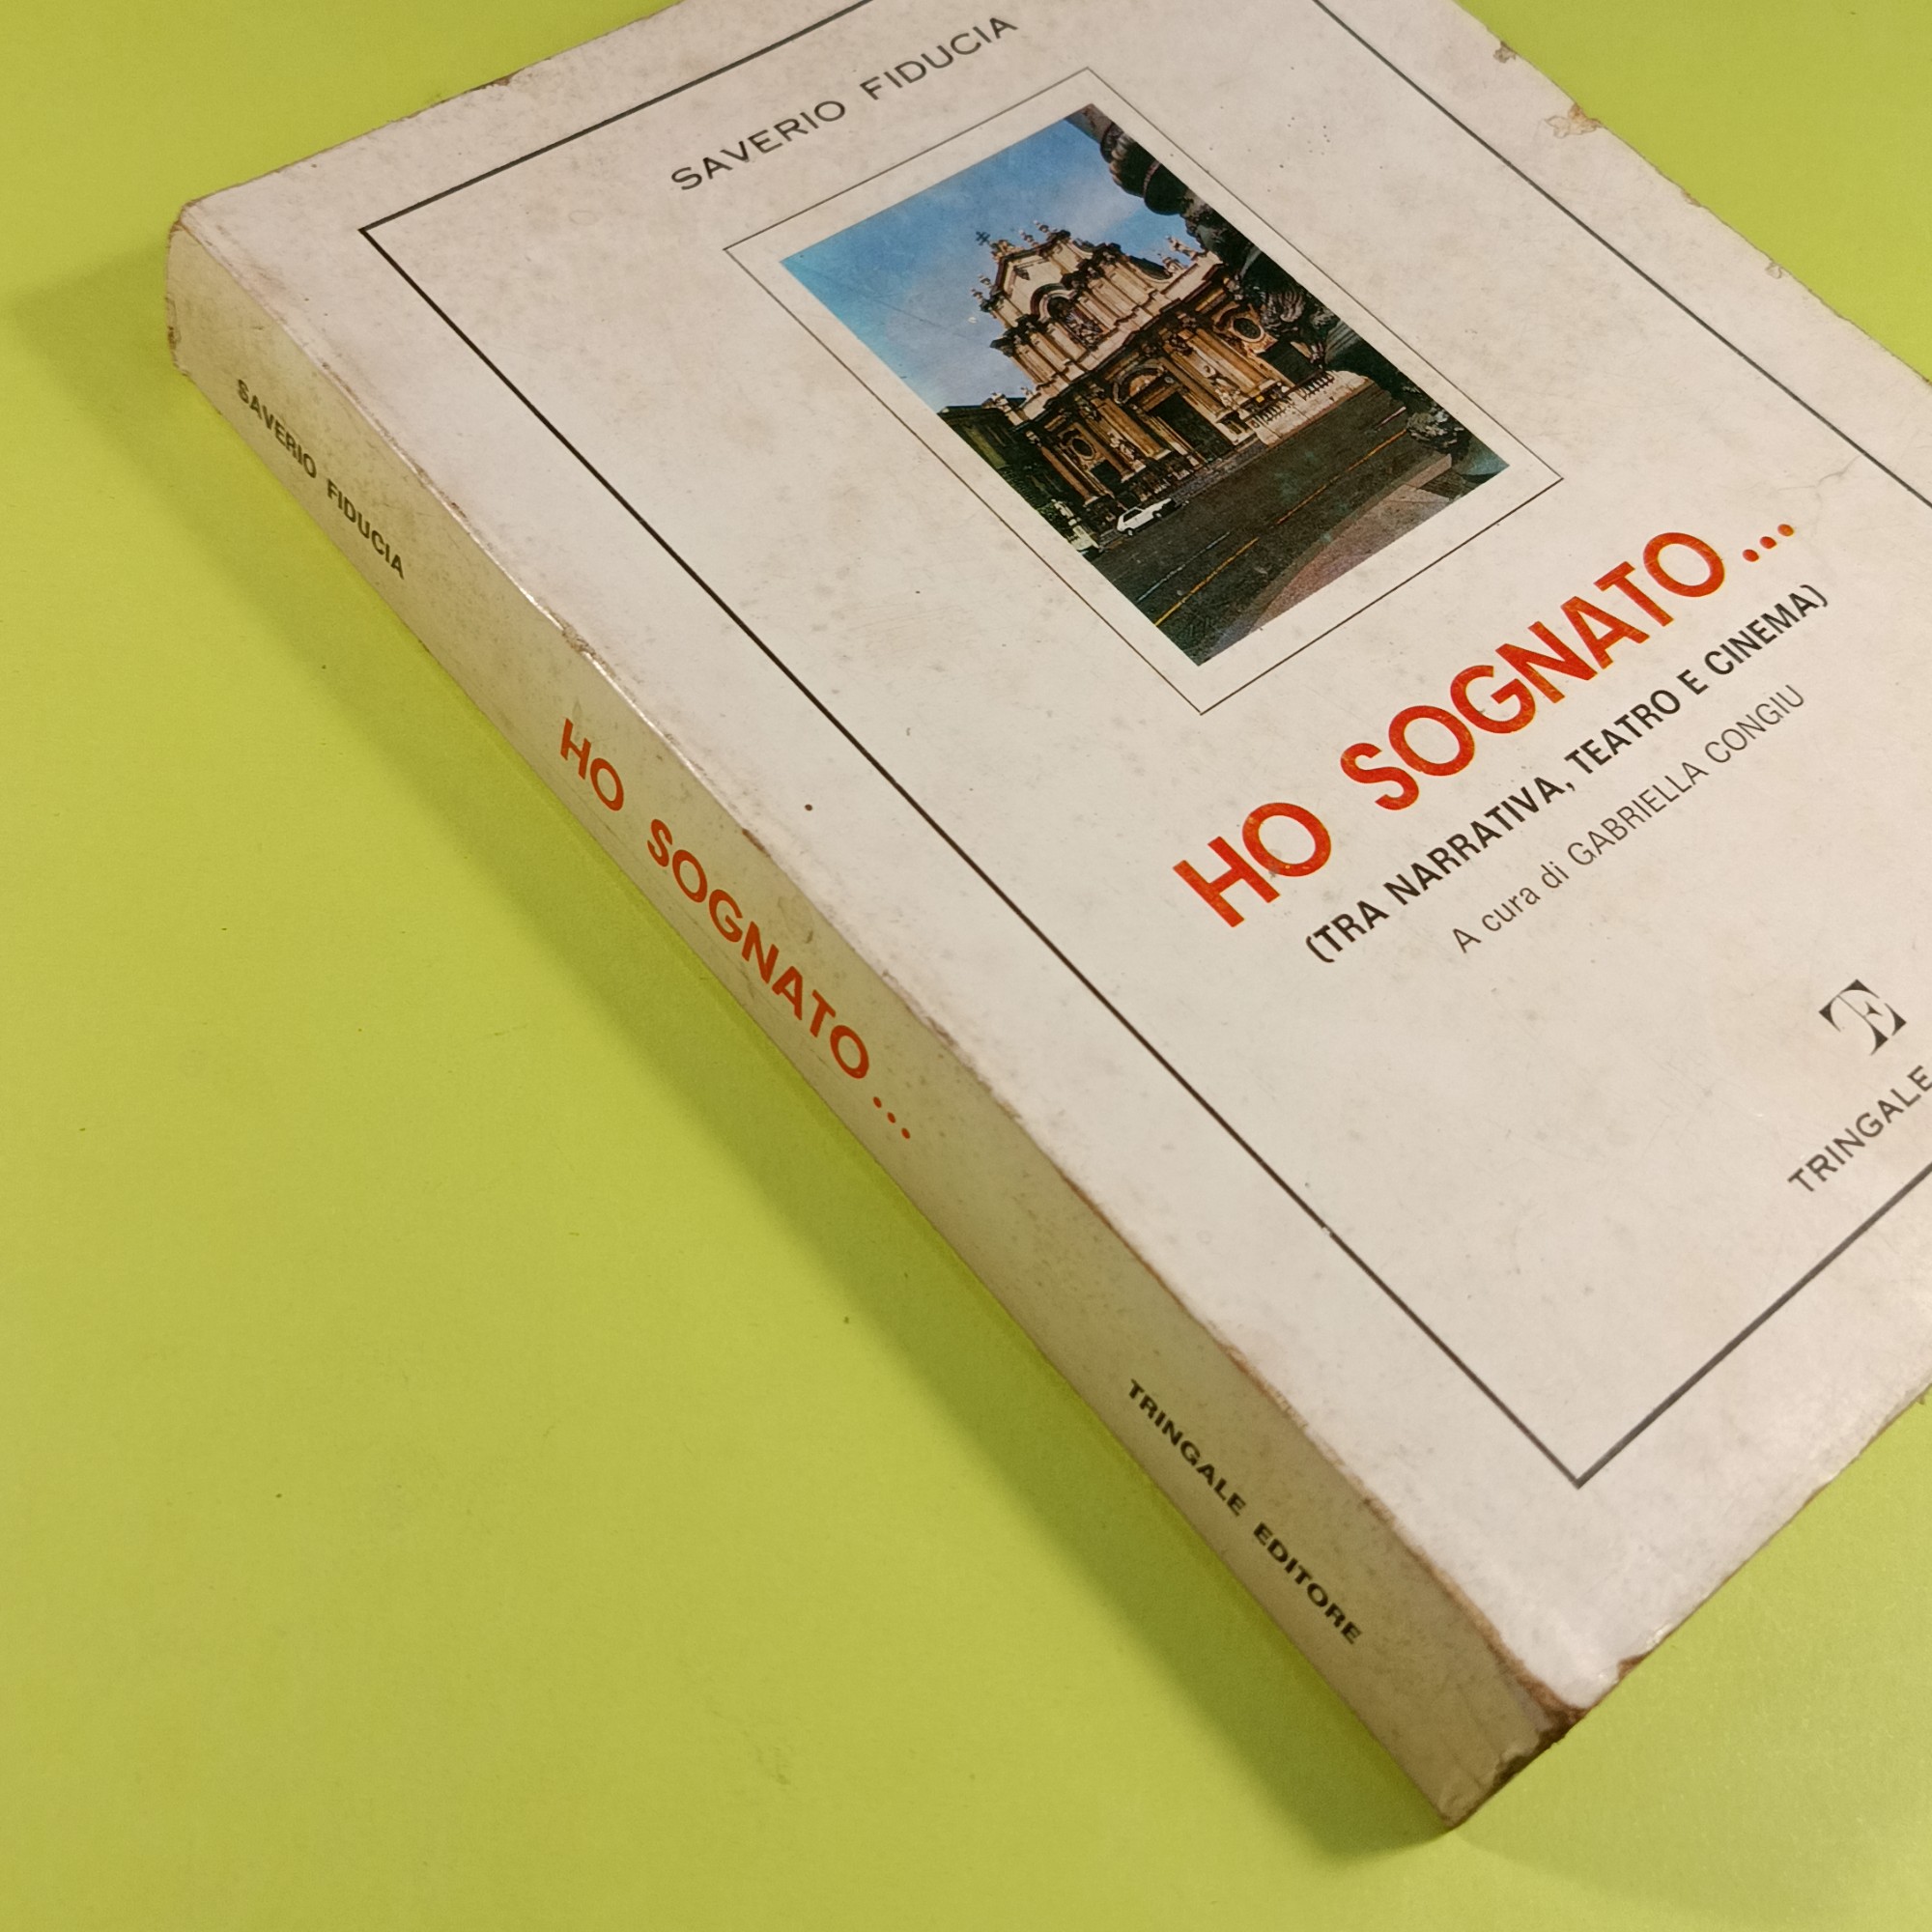 SAVERIO FIDUCIA
HO SOGNATO...
(TRA NARRATIVA, TEATRO E CINEMA)
A cura di GABRIELLA CONGIU
TE
TRINGALE
SAVERIO FIDUCIA
HO SOGNATO...
TRINGALE EDITORE